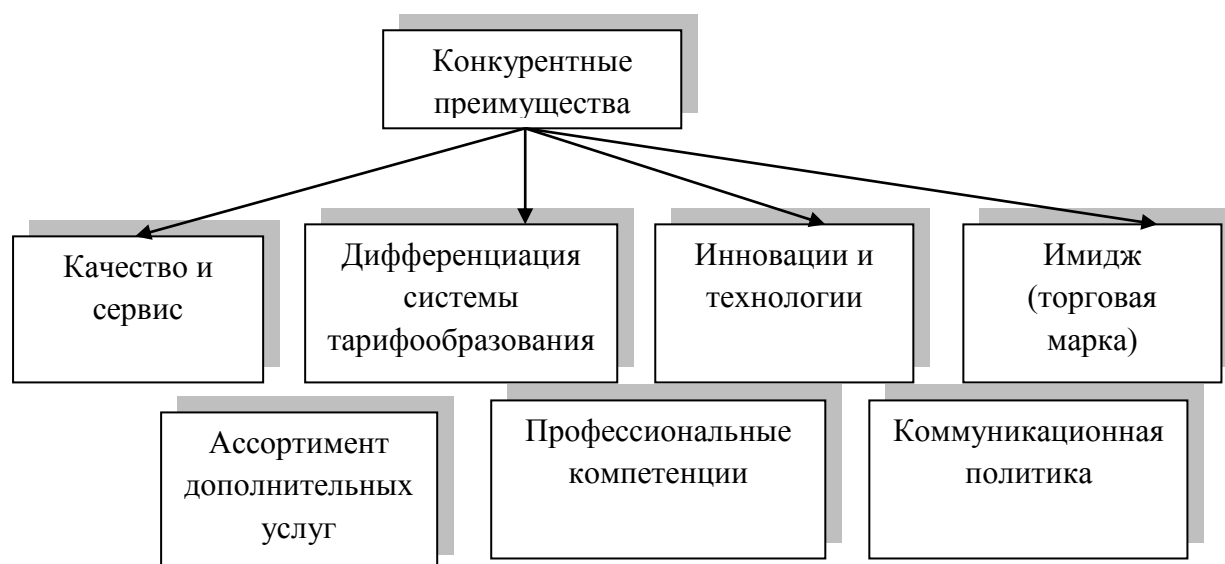 Конкурентные
преимущества
Качество и
сервис
Дифференциация
системы
тарифообразования
Инновации и
технологии
Имидж
(торговая
марка)
Ассортимент
дополнительных
услуг
Профессиональные
компетенции
Коммуникационная
политика